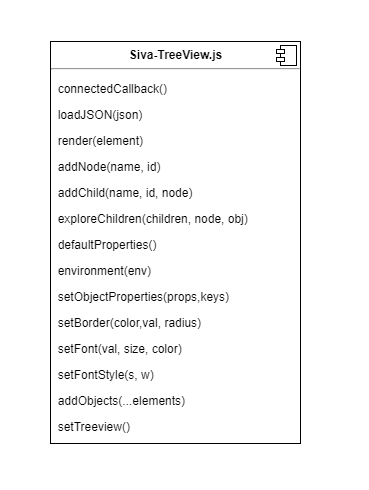 Siva-TreeView.js
connectedCallback()
loadJSON(json)
render(element)
addNode(name, id)
addChild(name, id, node)
exploreChildren(children, node, obj)
defaultProperties()
environment(env)
setObjectProperties(props,keys)
setBorder(color,val, radius)
setFont(val, size, color)
setFontStyle(s, w)
addObjects(...elements)
setTreeview()